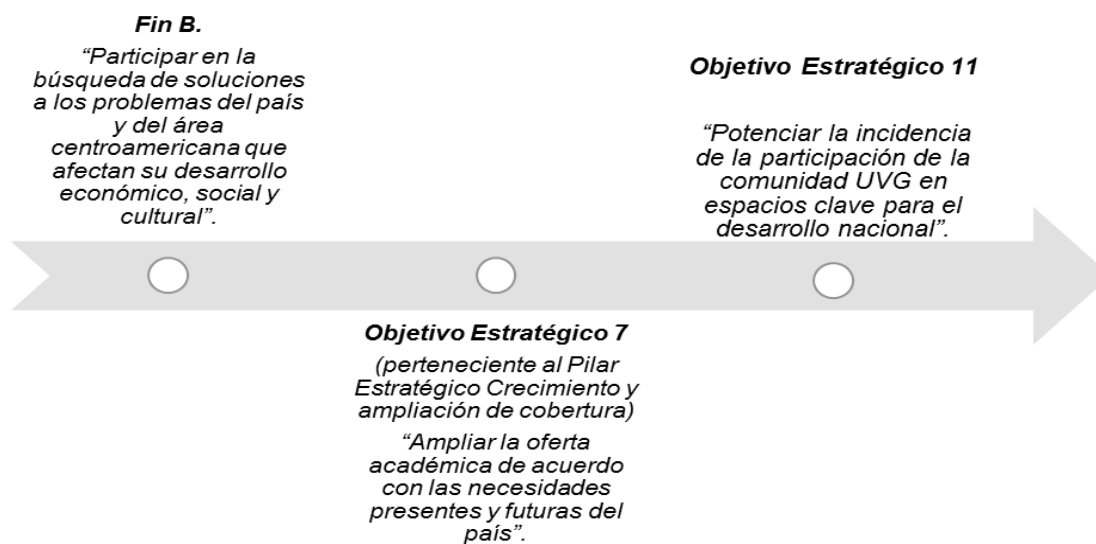 Fin B.
“Participar en la
búsqueda de soluciones
a los problemas del país
y del área
centroamericana que
afectan su desarrollo
económico, social y
cultural”.
Objetivo Estratégico 7
(perteneciente al Pilar
Estratégico Crecimiento y
ampliación de cobertura)
“Ampliar la oferta
académica de acuerdo
con las necesidades
presentes y futuras del
país”.
Objetivo Estratégico 11
“Potenciar la incidencia
de la participación de la
comunidad UVG en
espacios clave para el
desarrollo nacional”.